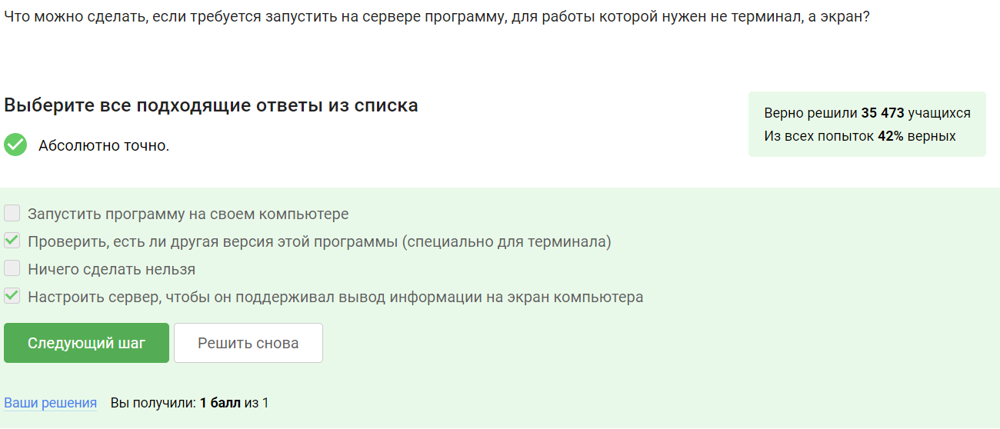 Что можно сделать, если требуется запустить на сервере программу, для работы которой нужен не терминал, а экран?
Выберите все подходящие ответы из списка
Абсолютно точно.
Верно решили 35 473 учащихся
Из всех попыток 42% верных
Запустить программу на своем компьютере
Проверить, есть ли другая версия этой программы (специально для терминала)
Ничего сделать нельзя
Настроить сервер, чтобы он поддерживал вывод информации на экран компьютера
Следующий шаг
Решить снова
Ваши решения Вы получили: 1 балл из 1